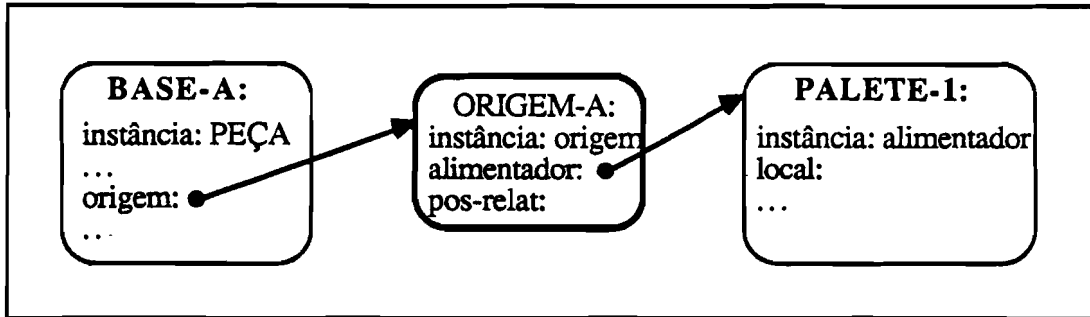 BASE-A:
instância: PEÇA
...
origem:
...
ORIGEM-A:
instância: origem
alimentador:
pos-relat:
PALETE-1:
instância: alimentador
local:
...